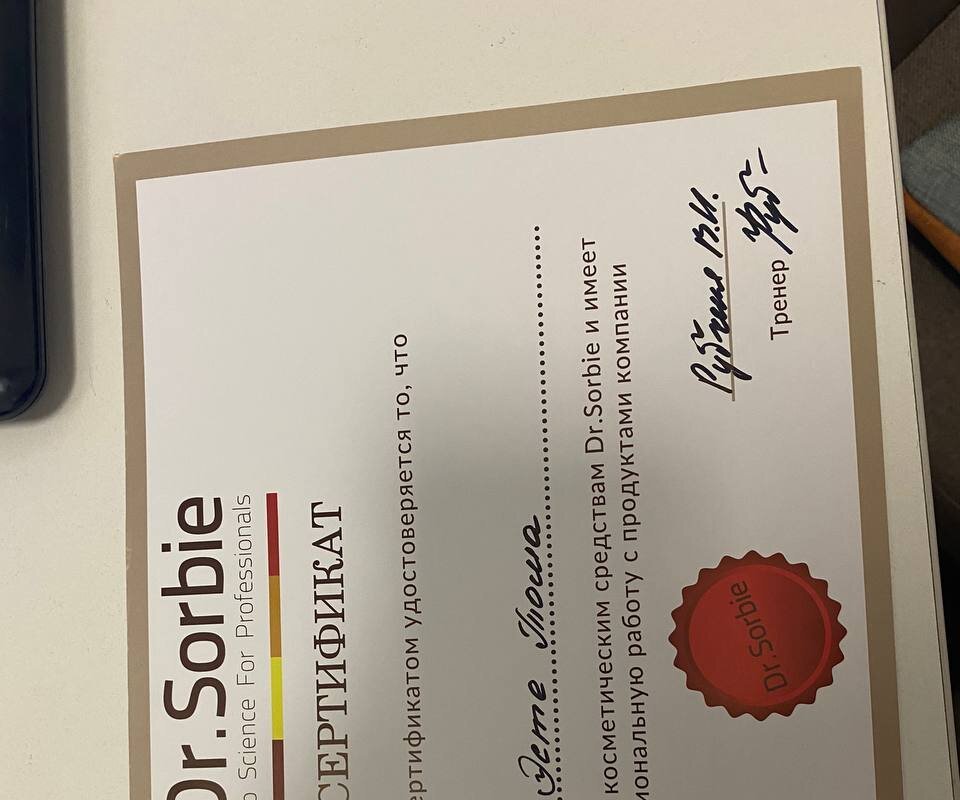 Dr.Sorbie
Science For Professionals
СЕРТИФИКАТ
ертификатом удостоверяется то, что
косметическим средствам Dr.Sorbie и имеет
иональную работу с продуктами компании
В.И.
Тренер
Dr.Sorbie